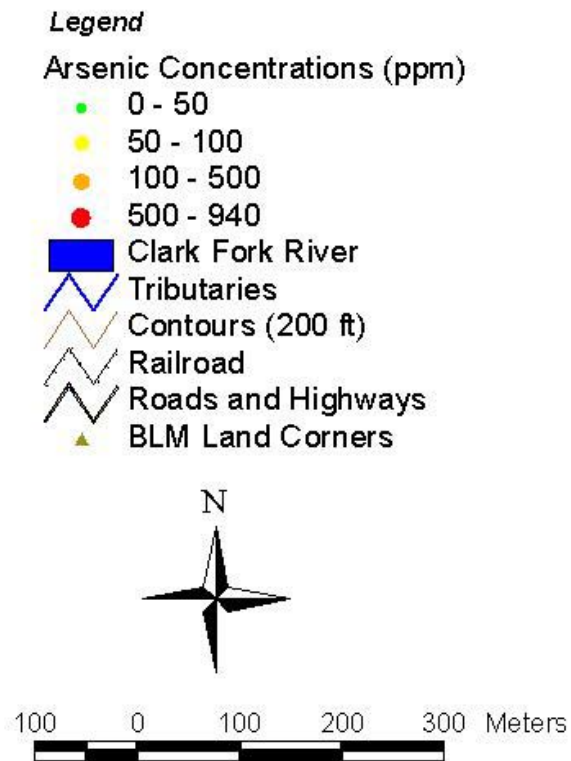 Legend
Arsenic Concentrations (ppm)
0 - 50
50 - 100
100 - 500
500 - 940
Clark Fork River
Tributaries
Contours (200 ft)
Railroad
Roads and Highways
BLM Land Corners
N
100 0 100 200 300 Meters